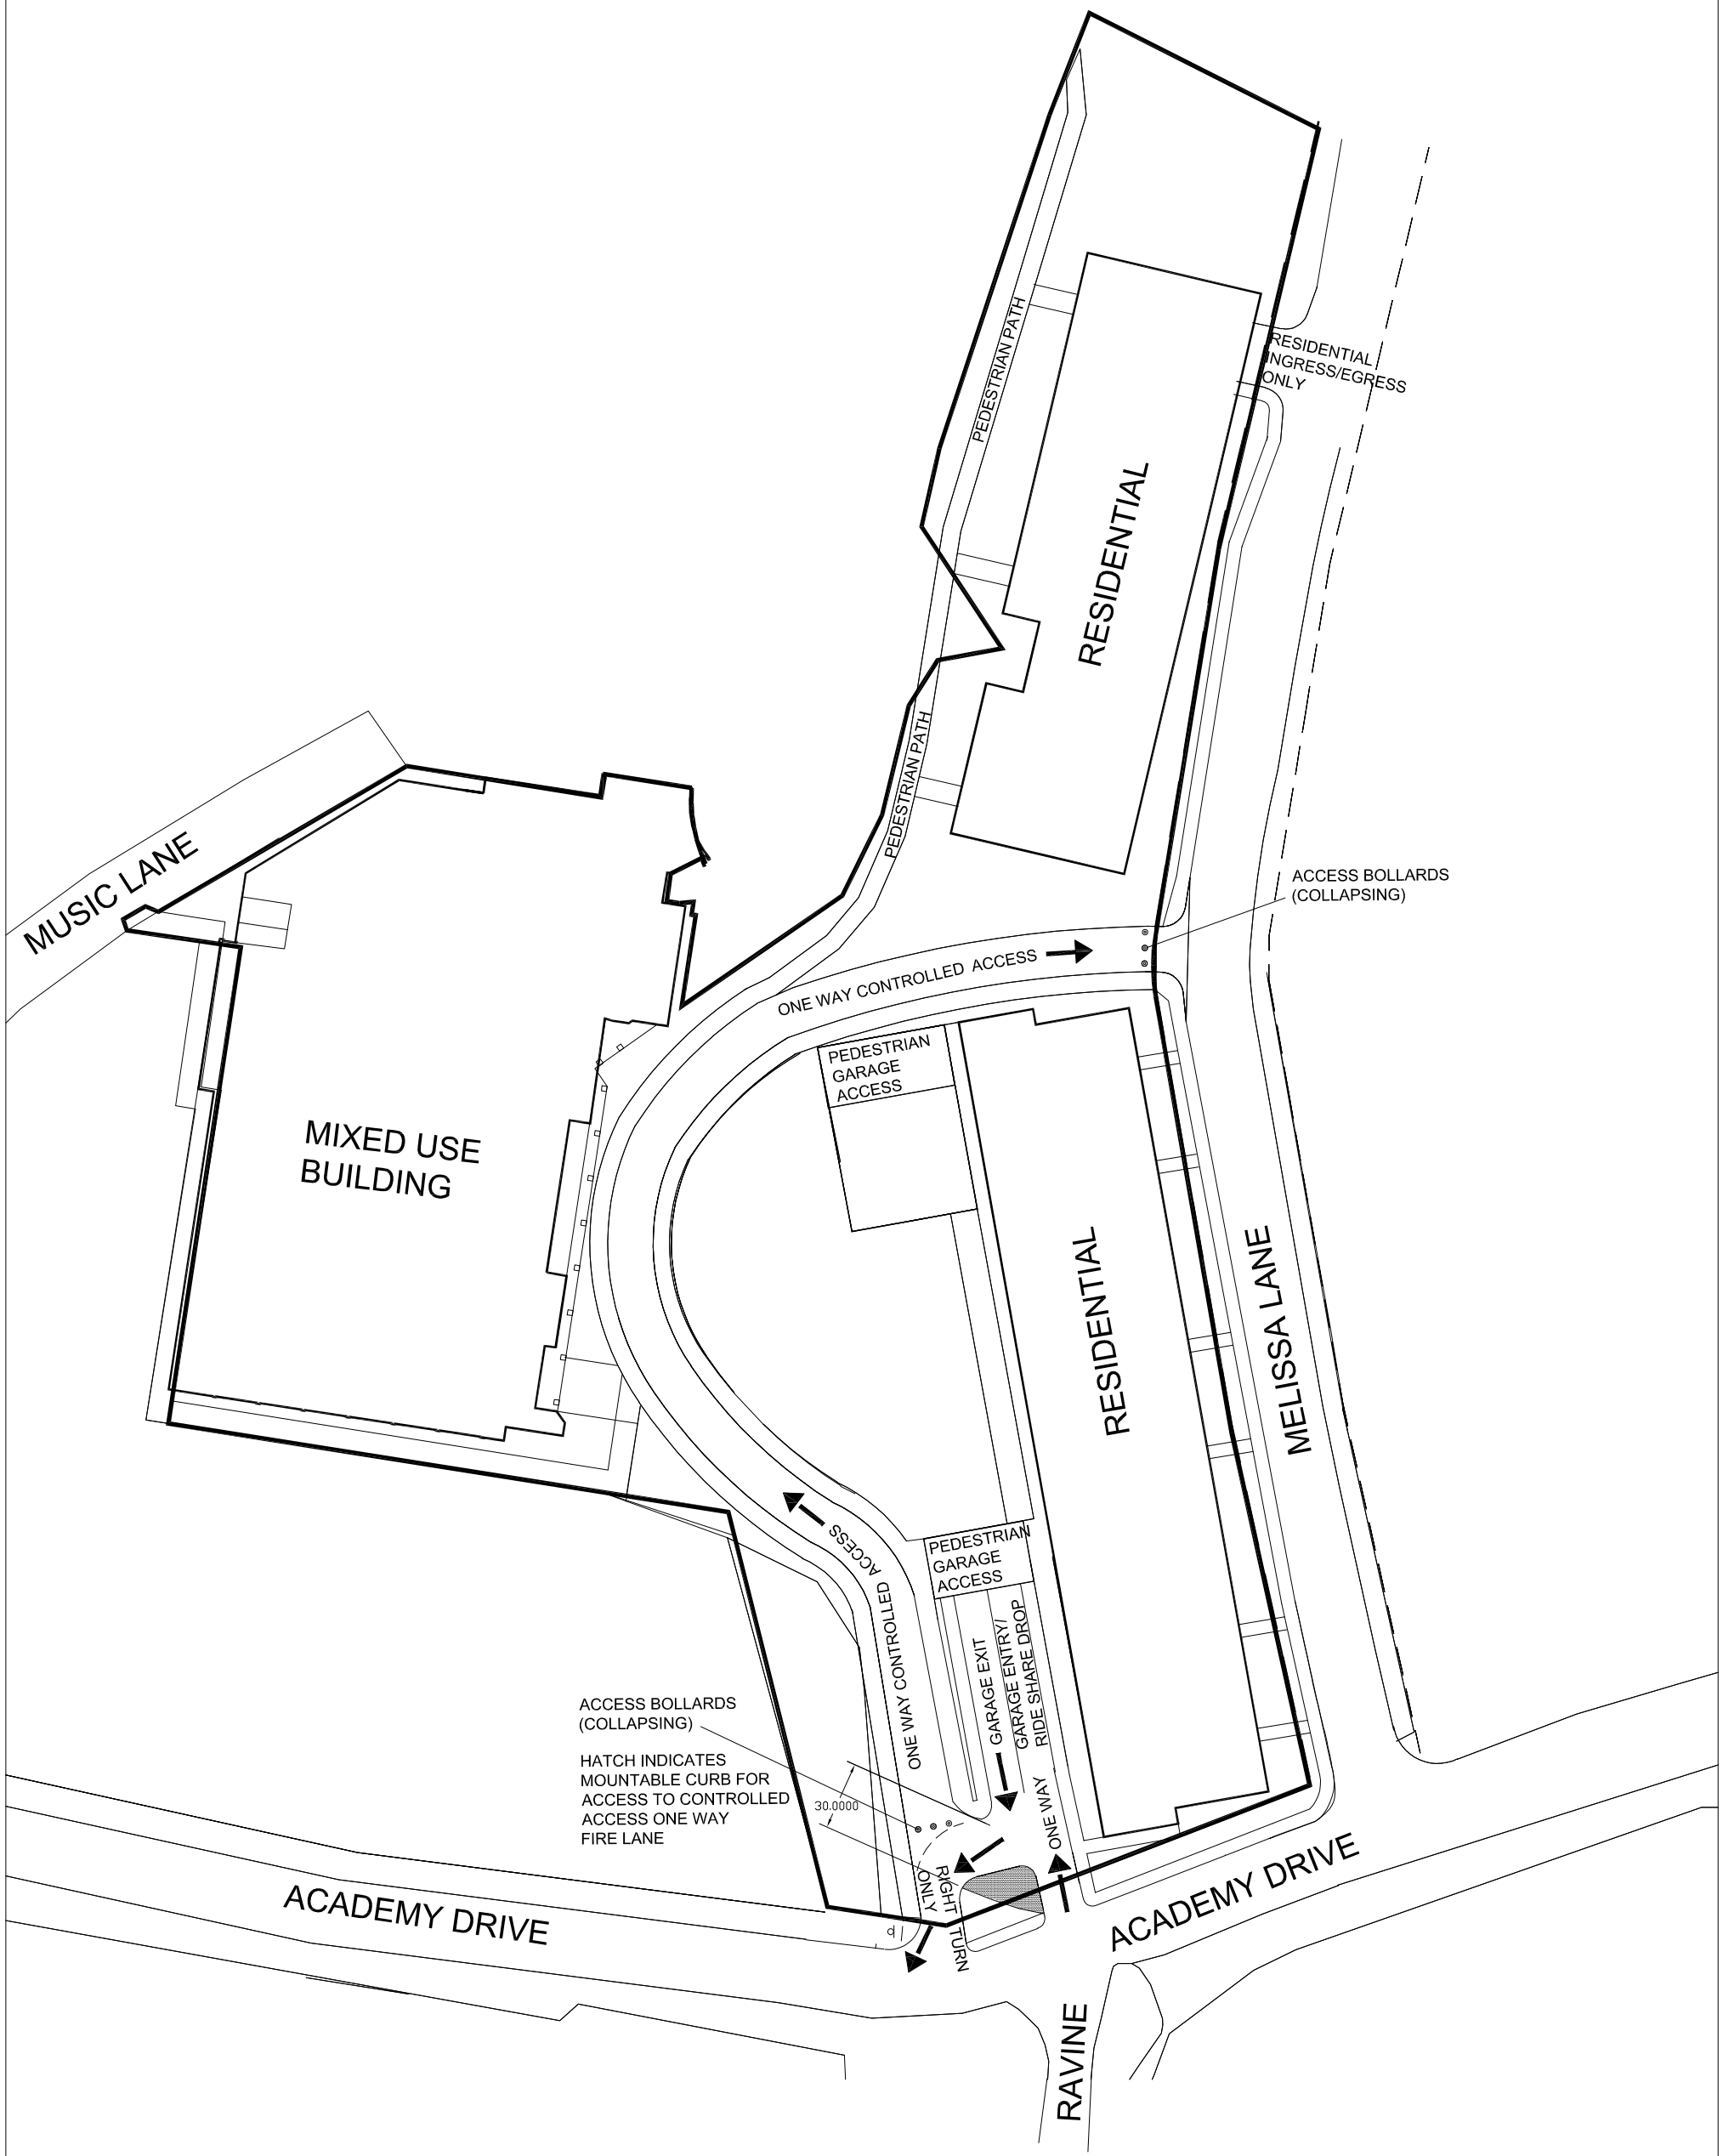 PEDESTRIAN PATH
RESIDENTIAL
INGRESS/EGRESS
ONLY
RESIDENTIAL
PEDESTRIAN PATH
MUSIC LANE
ACCESS BOLLARDS
(COLLAPSING)
ONE WAY CONTROLLED ACCESS
PEDESTRIAN
GARAGE
ACCESS
MIXED USE
BUILDING
RESIDENTIAL
MELISSA LANE
ONE WAY CONTROLLED ACCESS
PEDESTRIAN
GARAGE
ACCESS
GARAGE EXIT
GARAGE ENTRY/
RIDE SHARE DROP
ACCESS BOLLARDS
(COLLAPSING)
HATCH INDICATES
MOUNTABLE CURB FOR
ACCESS TO CONTROLLED
ACCESS ONE WAY
FIRE LANE
30.0000
ONE WAY
RIGHT TURN
ONLY
ACADEMY DRIVE
ACADEMY DRIVE
RAVINE